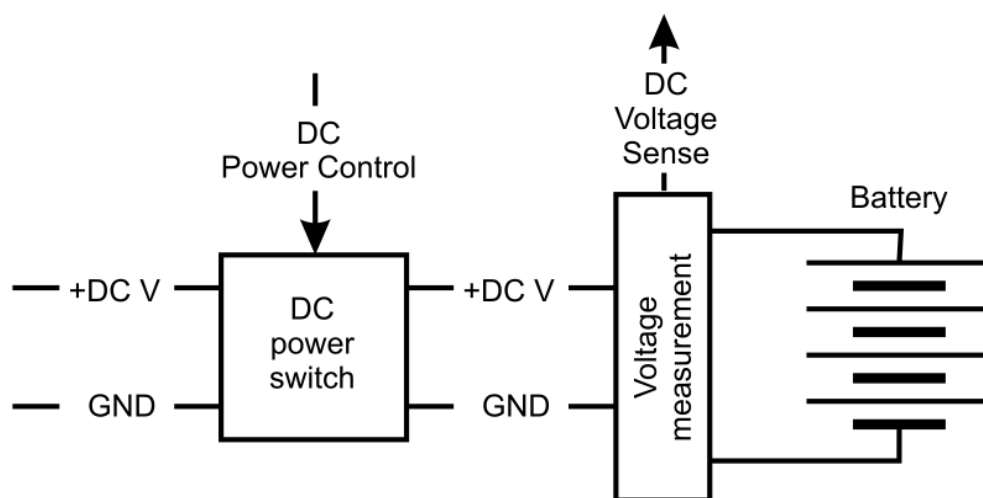 DC
Power Control
DC
Voltage
Sense
Battery
+DC V
DC
power
switch
+DC V
Voltage
measurement
GND
GND